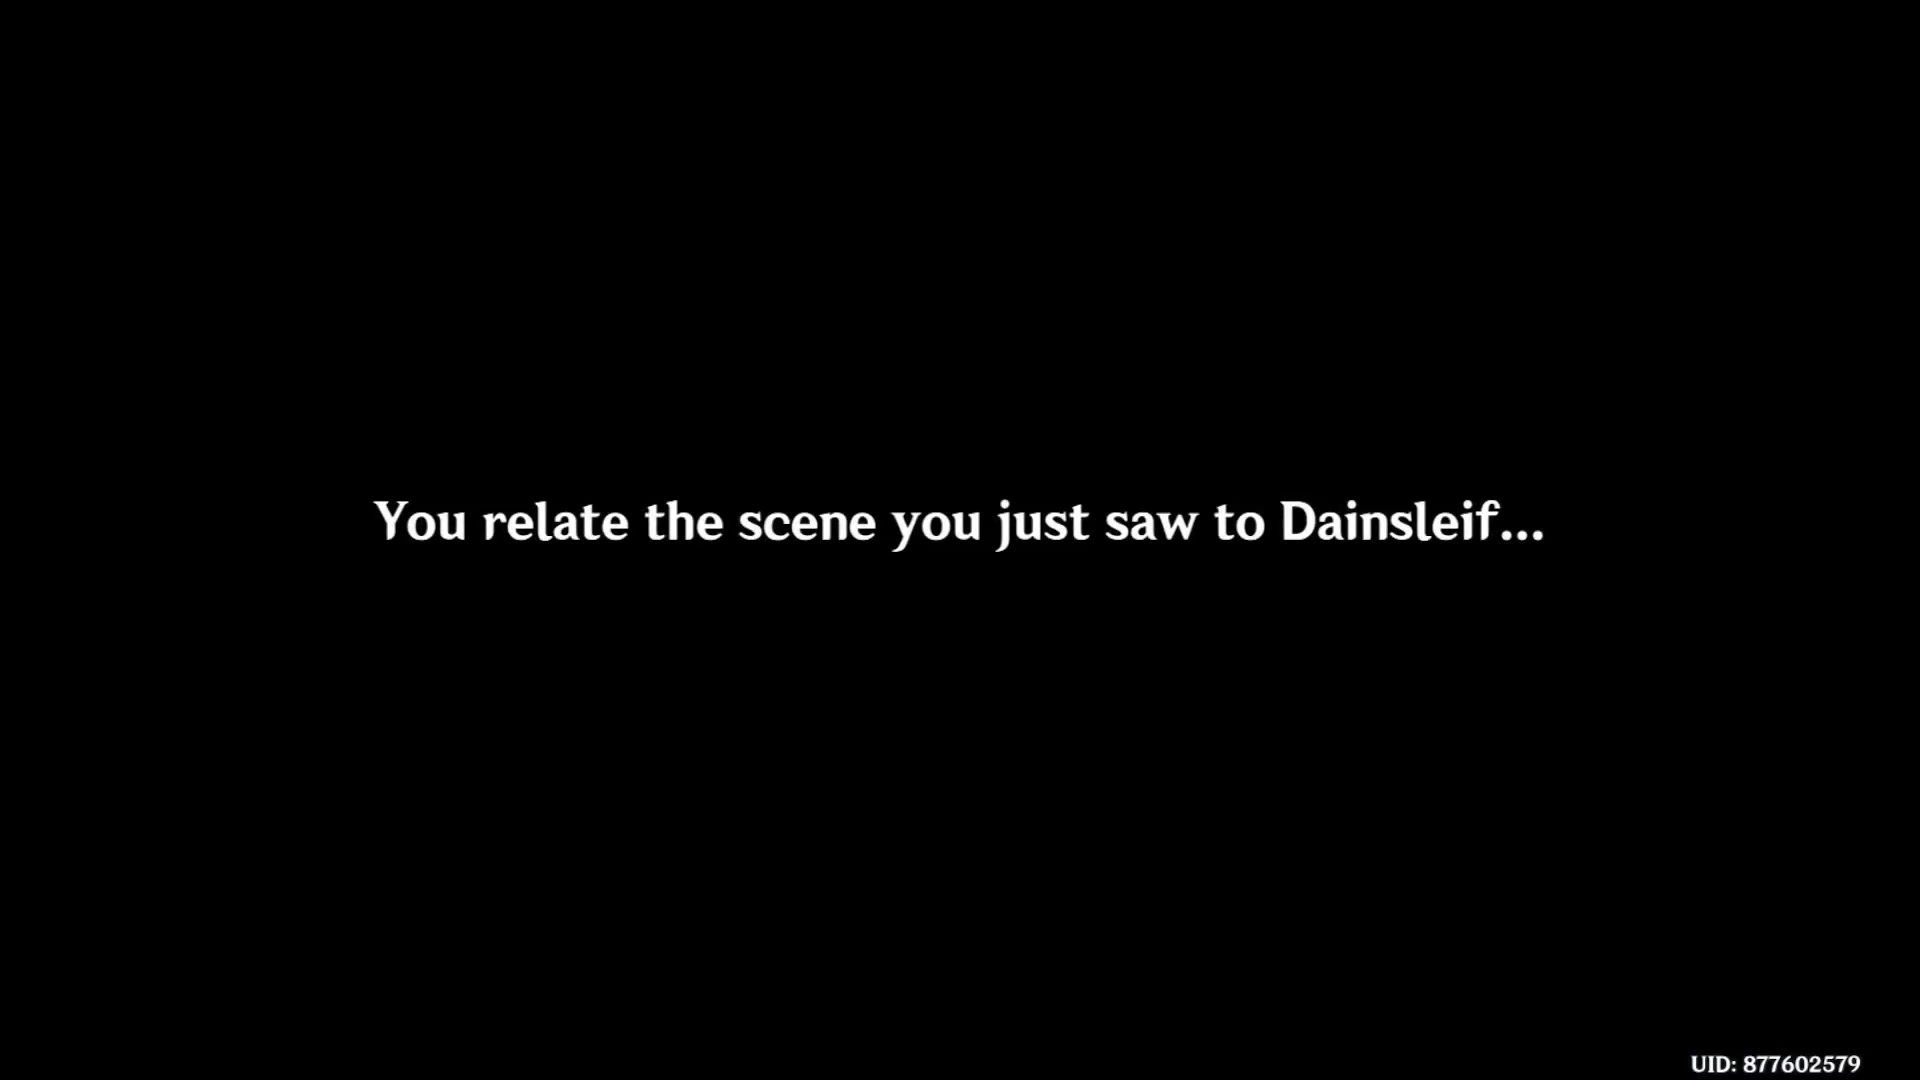 You relate the scene you just saw to Dainsleif...
UID: 877602579